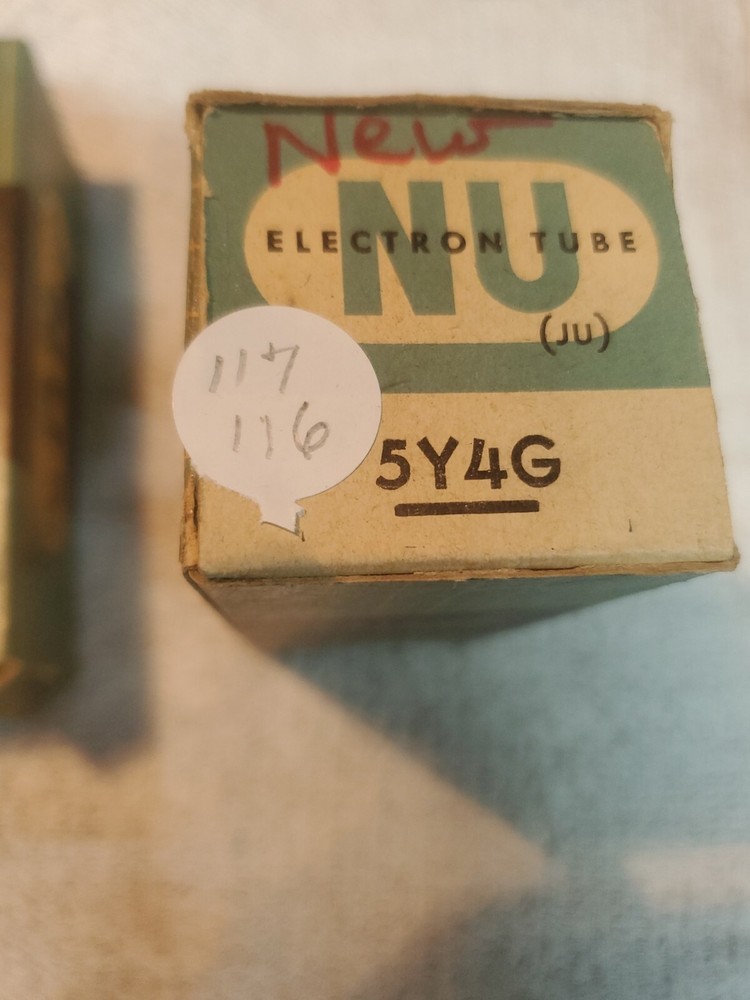 New
NU
ELECTRON TUBE
(JU)
117
116
5Y4G